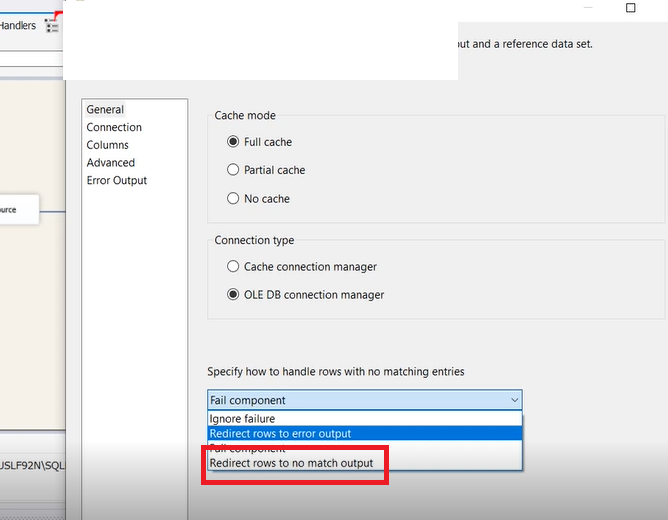 Handlers
ut and a reference data set.
General
Connection
Columns
Advanced
Error Output
Cache mode
Full cache
Partial cache
No cache
Connection type
Cache connection manager
OLE DB connection manager
urce
Specify how to handle rows with no matching entries
Fail component
Ignore failure
Redirect rows to error output
Fail component
Redirect rows to no match output
USLF92N\SQL